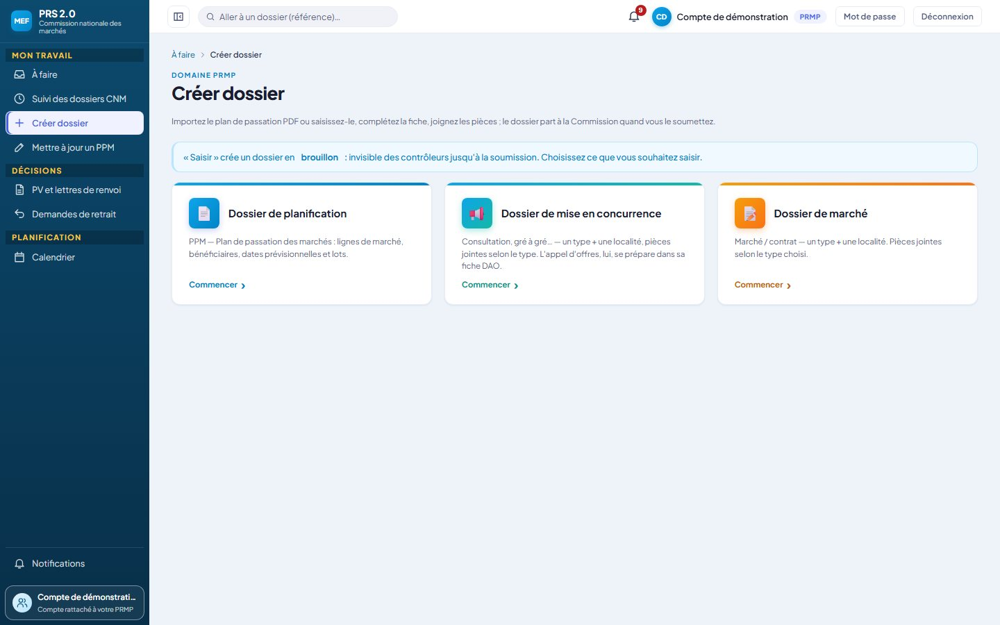 MEF
PRS 2.0
Commission nationale des
marchés
MON TRAVAIL
À faire
Suivi des dossiers CNM
Créer dossier
Mettre à jour un PPM
DÉCISIONS
PV et lettres de renvoi
Demandes de retrait
PLANIFICATION
Calendrier
Notifications
Compte de démonstrati...
Compte rattaché à votre PRMP
Aller à un dossier (référence)...
9
CD
Compte de démonstration
PRMP
Mot de passe
Déconnexion
À faire > Créer dossier
DOMAINE PRMP
Créer dossier
Importez le plan de passation PDF ou saisissez-le, complétez la fiche, joignez les pièces ; le dossier part à la Commission quand vous le soumettez.
« Saisir » crée un dossier en brouillon : invisible des contrôleurs jusqu'à la soumission. Choisissez ce que vous souhaitez saisir.
Dossier de planification
PPM — Plan de passation des marchés : lignes de marché,
bénéficiaires, dates prévisionnelles et lots.
Commencer ›
Dossier de mise en concurrence
Consultation, gré à gré... — un type + une localité, pièces
jointes selon le type. L'appel d'offres, lui, se prépare dans sa
fiche DAO.
Commencer ›
Dossier de marché
Marché / contrat — un type + une localité. Pièces jointes
selon le type choisi.
Commencer ›